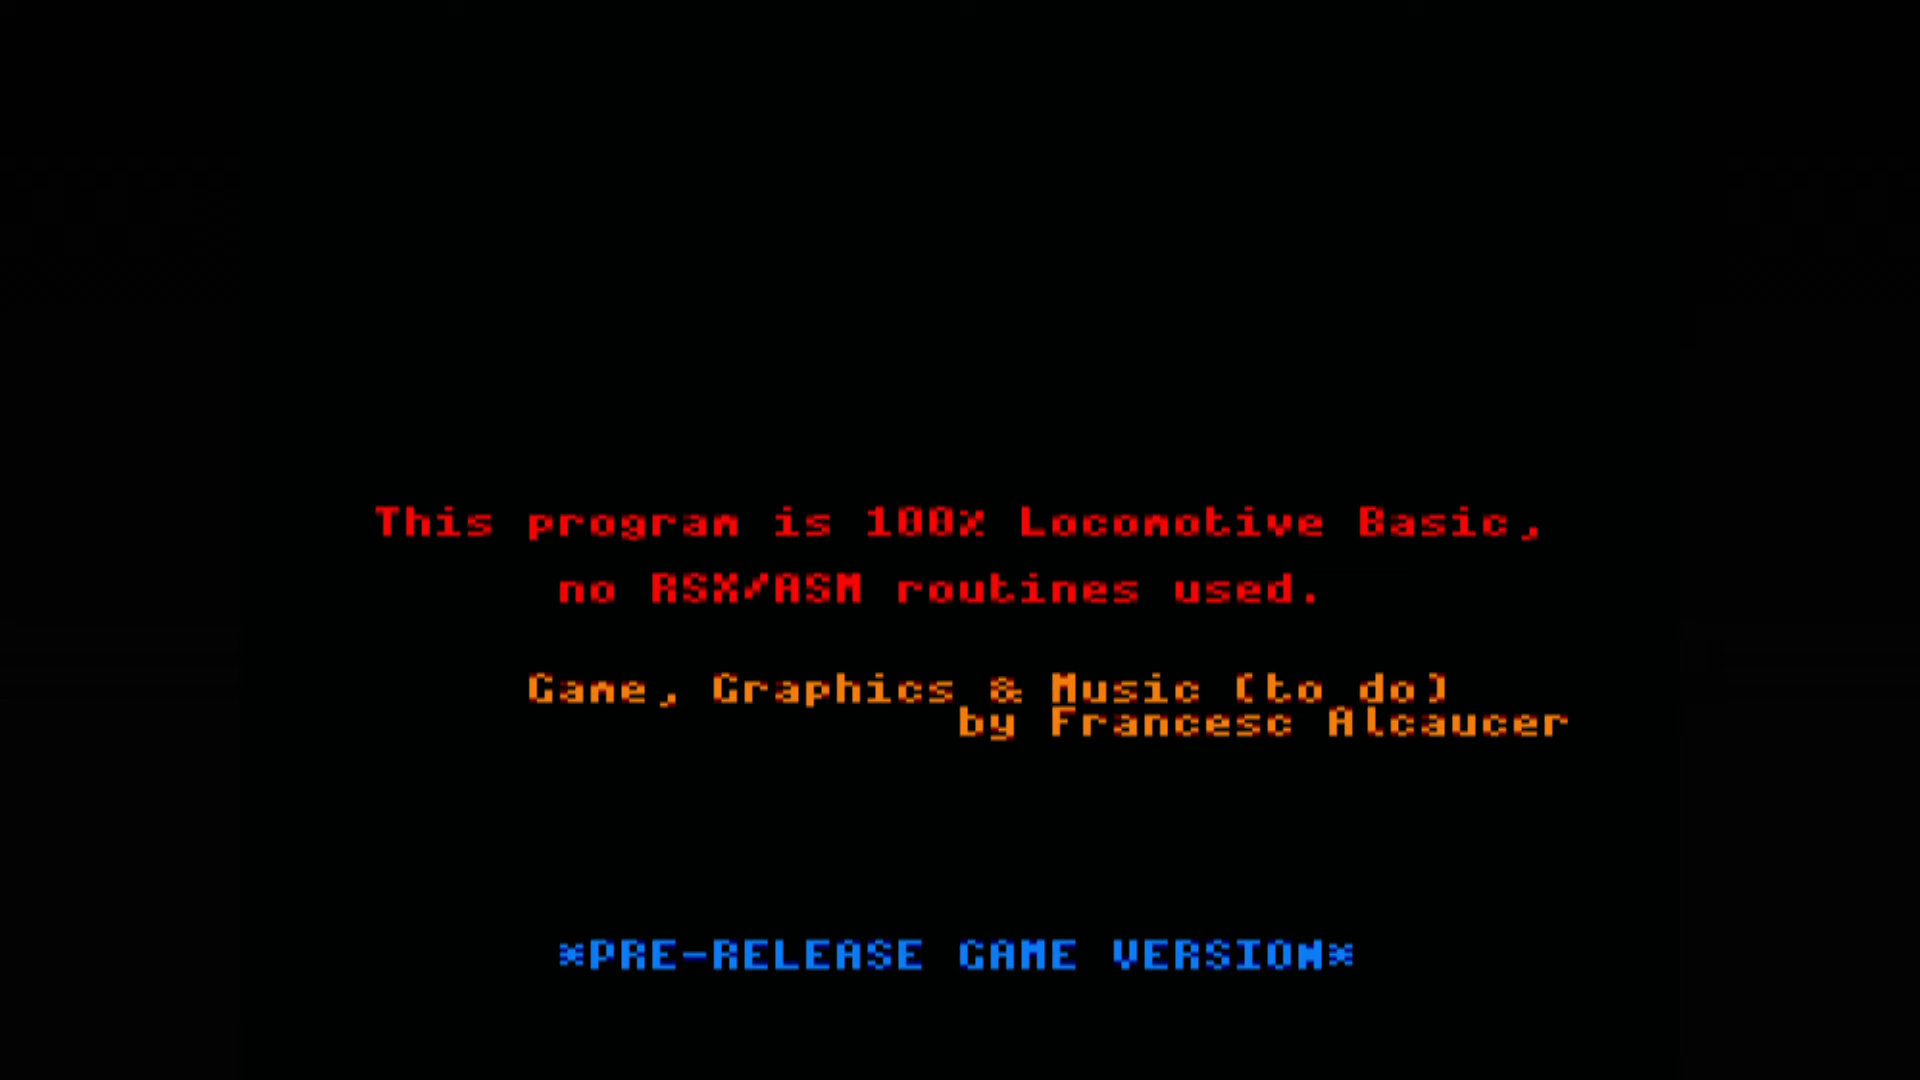 This program is 100% Locomotive Basic,
no RSX/ASM routines used.
Game, Graphics & Music (to do)
by Francesc Alcaucer
*PRE-RELEASE GAME VERSION*